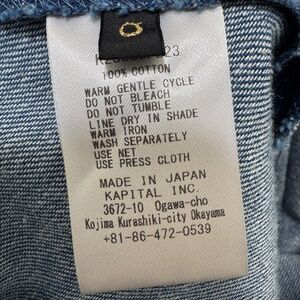 100% COTTON
WARM GENTLE CYCLE
DO NOT BLEACH
DO NOT TUMBLE
LINE DRY IN SHADE
WARM IRON
WASH SEPARATELY
USE NET
USE PRESS CLOTH
MADE IN JAPAN
KAPITAL INC.
3672-10 Ogawa-cho
Kojima Kurashiki-city Okayama
+81-86-472-0539